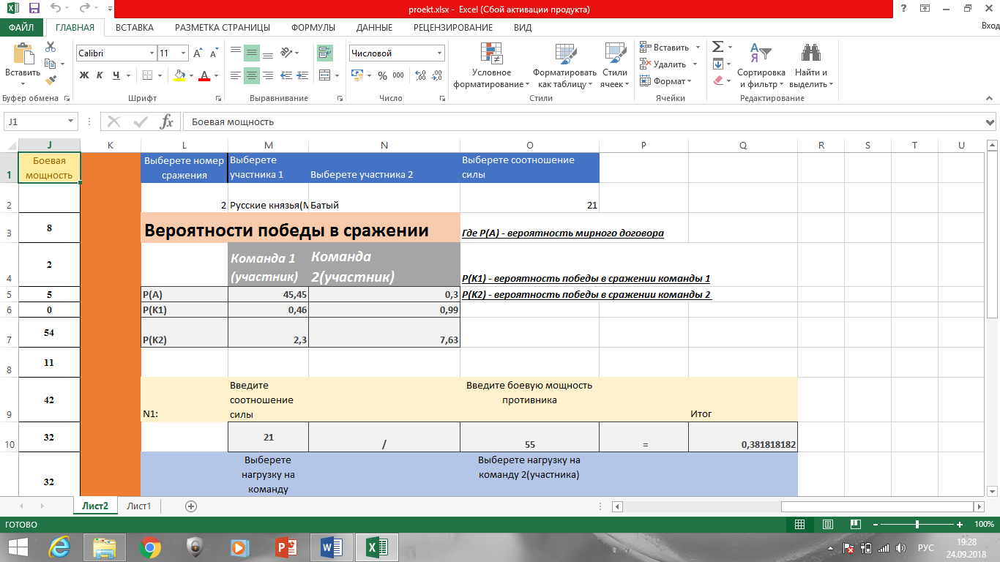 proekt.xlsx - Excel (Сбой активации продукта)
ФАЙЛ ГЛАВНАЯ ВСТАВКА РАЗМЕТКА СТРАНИЦЫ ФОРМУЛЫ ДАННЫЕ РЕЦЕНЗИРОВАНИЕ ВИД Вход
Вставить
Calibri 11
Ж К Ч
Числовой
% 000
Условное форматирование
Форматировать как таблицу
Стили ячеек
Вставить
Удалить
Формат
Сортировка и фильтр
Найти и выделить
Буфер обмена Шрифт Выравнивание Число Стили Ячейки Редактирование
J1 fx Боевая мощность
J K L M N O P Q R S T U
1 Боевая мощность Выберете номер сражения Выберете участника 1 Выберете участника 2 Выберете соотношение силы
2 2 Русские князья(М Батый 21
3 8 Вероятности победы в сражении Где P(A) - вероятность мирного договора
4 2 Команда 1 (участник) Команда 2(участник) P(K1) - вероятность победы в сражении команды 1
5 5 P(A) 45,45 0,3 P(K2) - вероятность победы в сражении команды 2
6 0 P(K1) 0,46 0,99
7 54 P(K2) 2,3 7,63
8 11
9 42 N1: Введите соотношение силы Введите боевую мощность противника Итог
10 32 21 / 55 = 0,381818182
32 Выберете нагрузку на команду Выберете нагрузку на команду 2(участника)
Лист2 Лист1
ГОТОВО 100%
РУС 19:28
24.09.2018